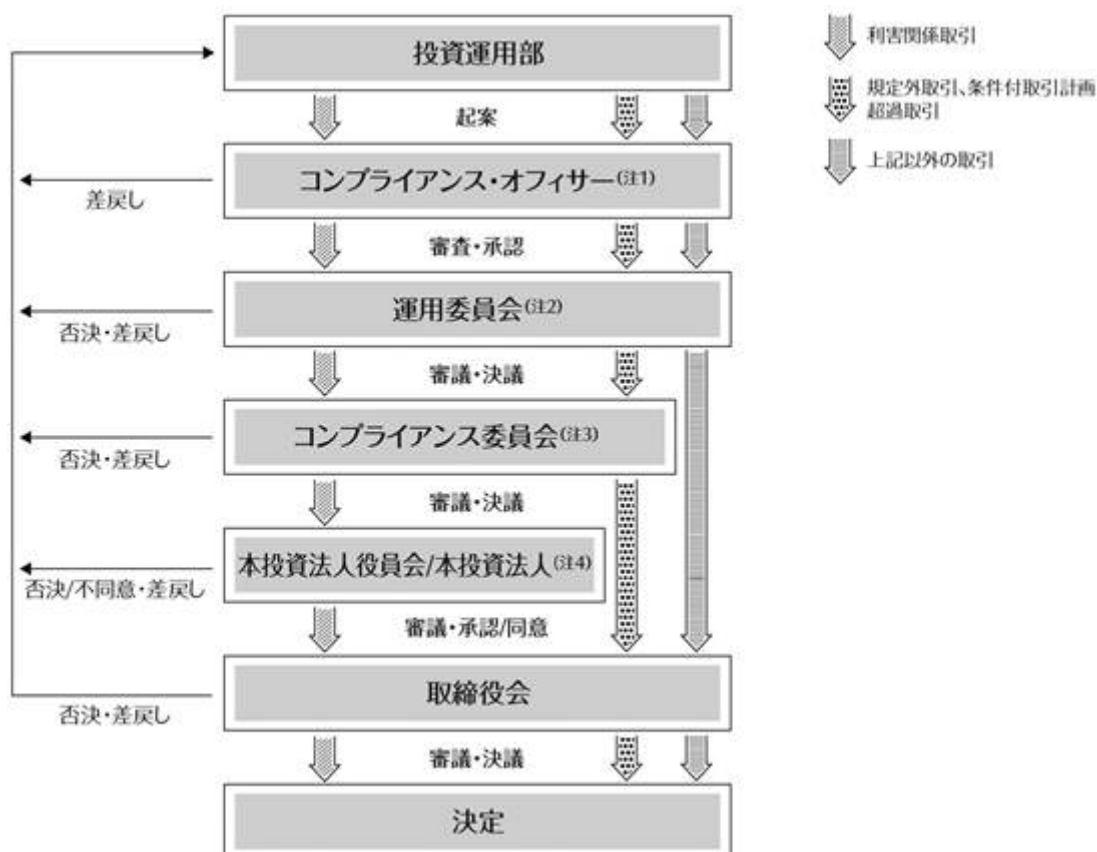 投資運用部
利害関係取引
規定外取引、条件付取引計画
超過取引
上記以外の取引
起案
コンプライアンス・オフィサー(注1)
差戻し
審査・承認
運用委員会(注2)
否決・差戻し
審議・決議
コンプライアンス委員会(注3)
否決・差戻し
審議・決議
本投資法人役員会/本投資法人(注4)
否決/不同意・差戻し
審議・承認/同意
取締役会
否決・差戻し
審議・決議
決定